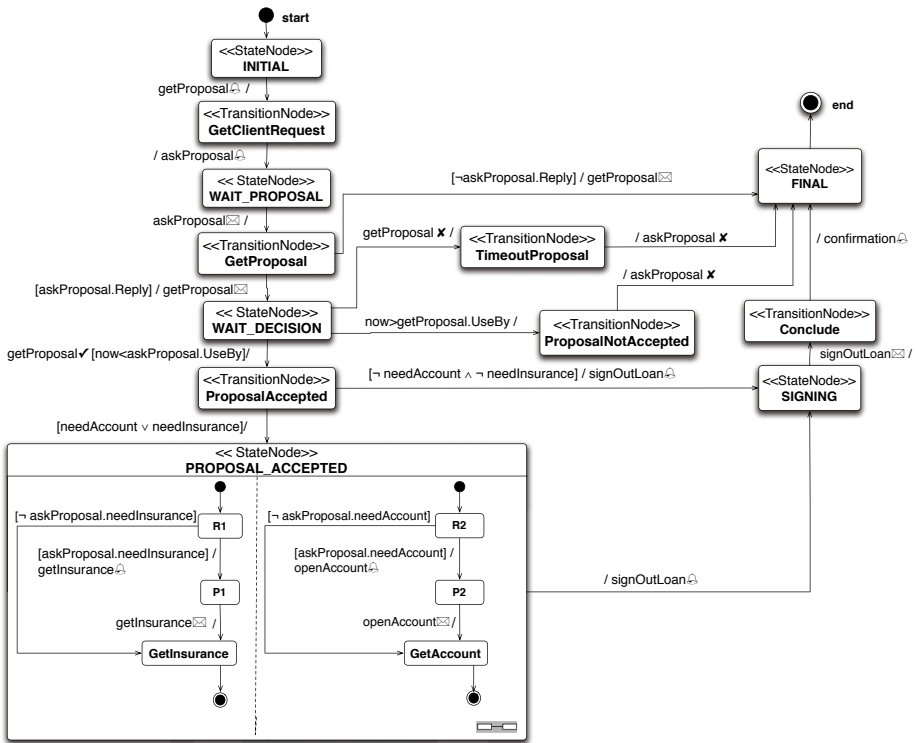 start
<<StateNode>>
INITIAL
getProposal🔔 /
<<TransitionNode>>
GetClientRequest
/ askProposal🔔
<< StateNode>>
WAIT_PROPOSAL
askProposal✉ /
<<TransitionNode>>
GetProposal
[¬askProposal.Reply] / getProposal✉
[askProposal.Reply] / getProposal✉
<< StateNode>>
WAIT_DECISION
getProposal ✘ /
<<TransitionNode>>
TimeoutProposal
/ askProposal ✘
now>getProposal.UseBy /
<<TransitionNode>>
ProposalNotAccepted
/ askProposal ✘
end
<<StateNode>>
FINAL
/ confirmation🔔
<<TransitionNode>>
Conclude
signOutLoan✉ /
<<StateNode>>
SIGNING
getProposal✔ [now<askProposal.UseBy]/
<<TransitionNode>>
ProposalAccepted
[¬ needAccount ∧ ¬ needInsurance] / signOutLoan🔔
[needAccount ∨ needInsurance]/
<< StateNode>>
PROPOSAL_ACCEPTED
[¬ askProposal.needInsurance]
R1
[askProposal.needInsurance] /
getInsurance🔔
P1
getInsurance✉ /
GetInsurance
[¬ askProposal.needAccount]
R2
[askProposal.needAccount] /
openAccount🔔
P2
openAccount✉/
GetAccount
/ signOutLoan🔔